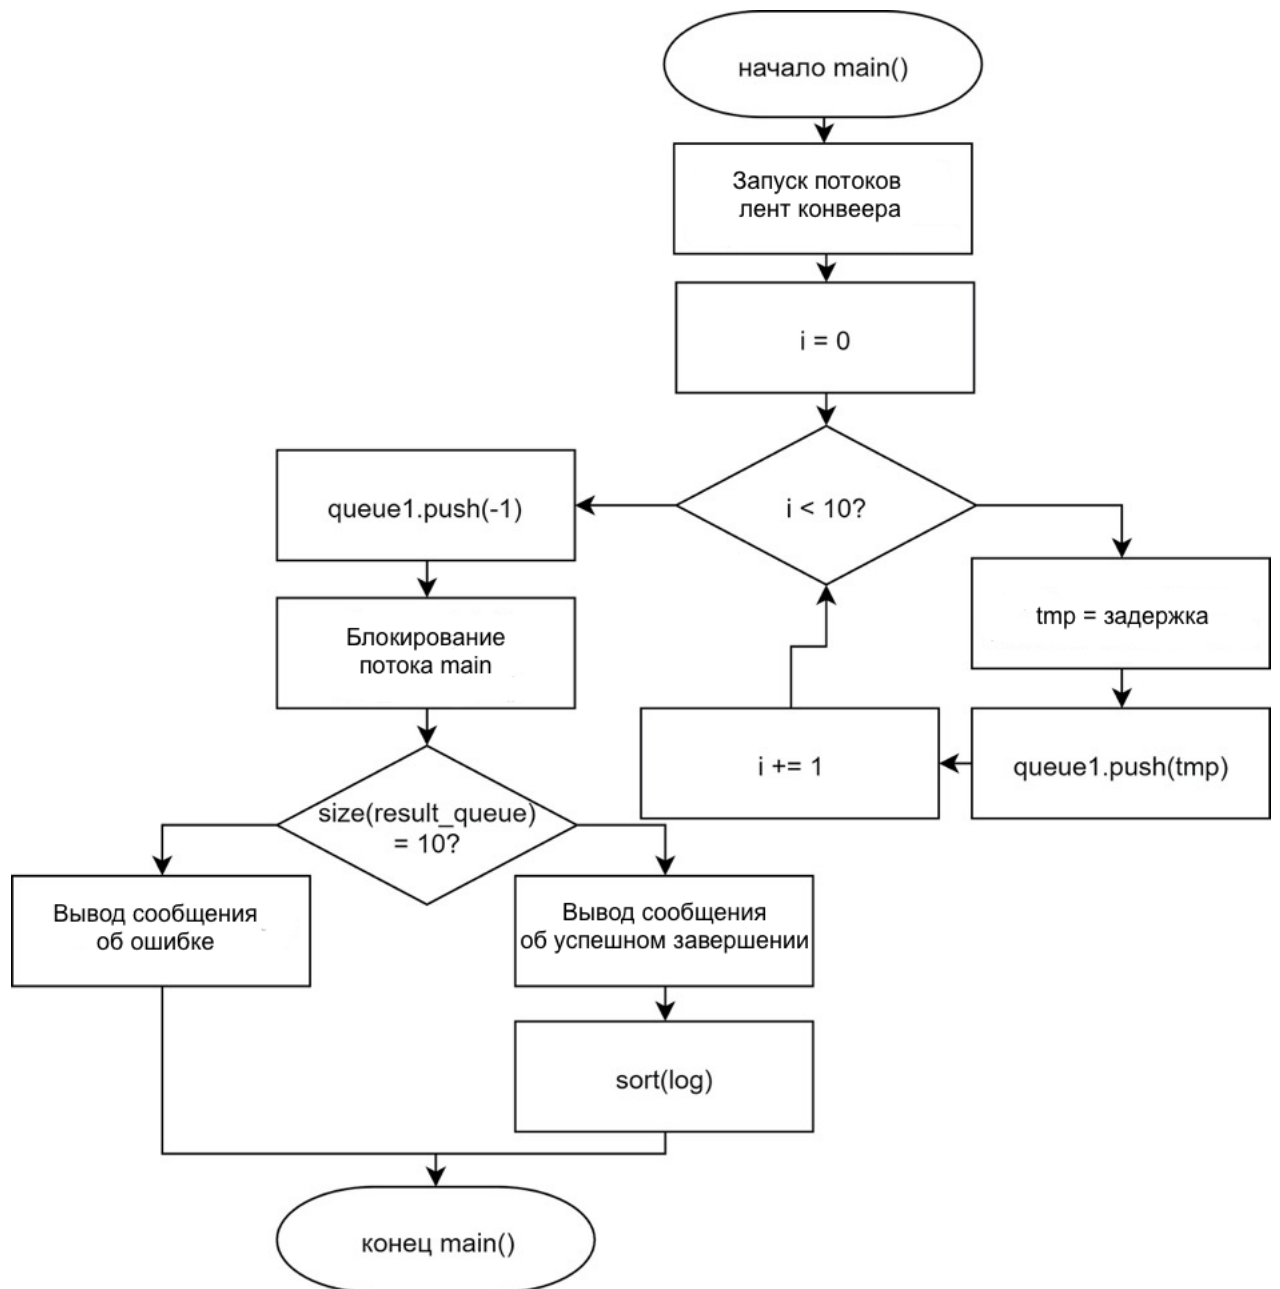 начало main()
Запуск потоков
лент конвеера
i = 0
i < 10?
queue1.push(-1)
tmp = задержка
Блокирование
потока main
queue1.push(tmp)
i += 1
size(result_queue)
= 10?
Вывод сообщения
об ошибке
Вывод сообщения
об успешном завершении
sort(log)
конец main()